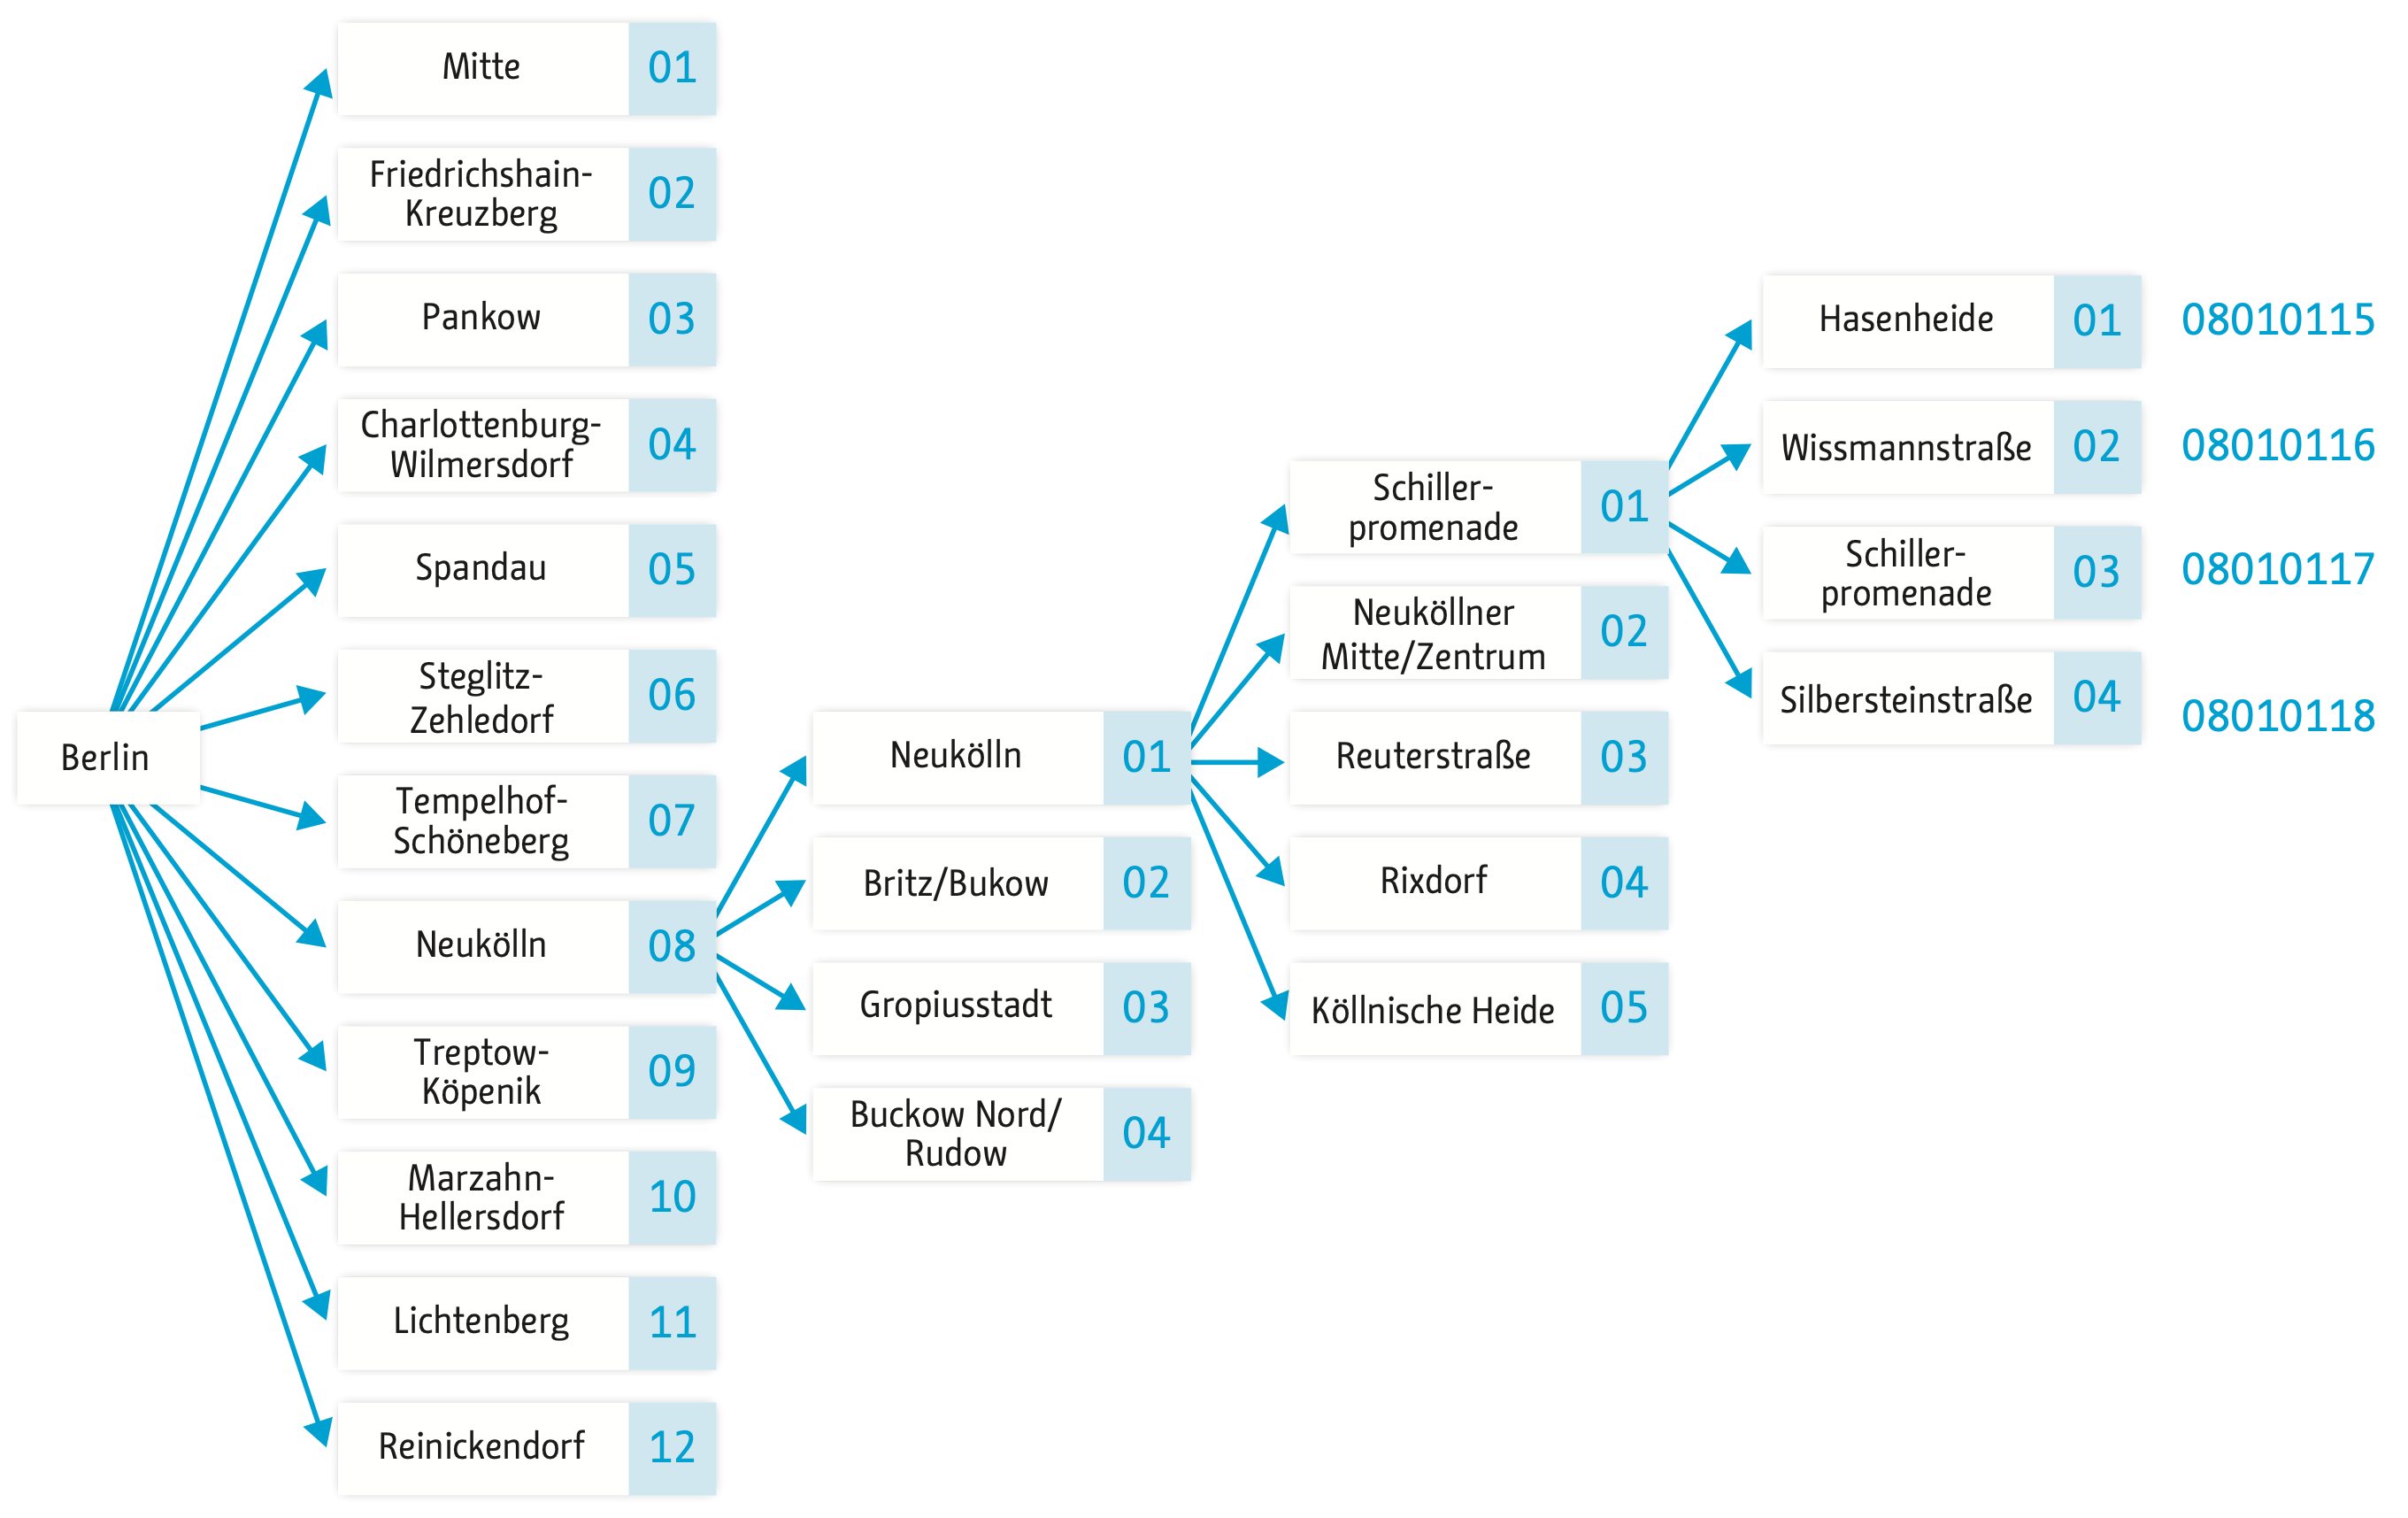 Berlin
Mitte
01
Friedrichshain-
Kreuzberg
02
Pankow
03
Charlottenburg-
Wilmersdorf
04
Spandau
05
Steglitz-
Zehledorf
06
Tempelhof-
Schöneberg
07
Neukölln
08
Treptow-
Köpenik
09
Marzahn-
Hellersdorf
10
Lichtenberg
11
Reinickendorf
12
Neukölln
01
Britz/Bukow
02
Gropiusstadt
03
Buckow Nord/
Rudow
04
Schiller-
promenade
01
Neuköllner
Mitte/Zentrum
02
Reuterstraße
03
Rixdorf
04
Köllnische Heide
05
Hasenheide
01
08010115
Wissmannstraße
02
08010116
Schiller-
promenade
03
08010117
Silbersteinstraße
04
08010118